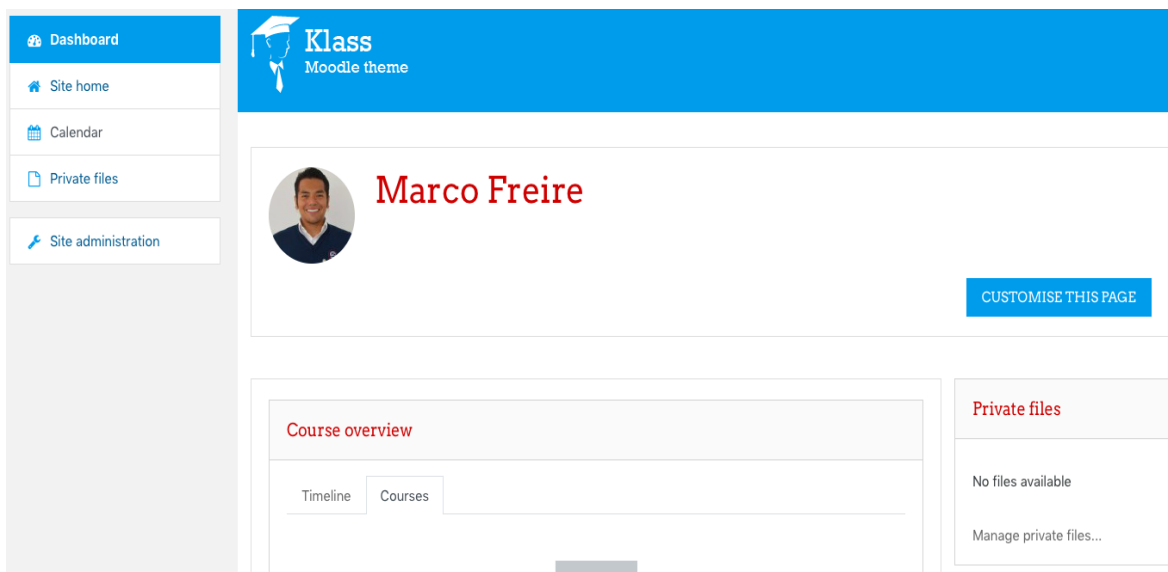 Dashboard
Site home
Calendar
Private files
Site administration
Klass
Moodle theme
Marco Freire
CUSTOMISE THIS PAGE
Course overview
Timeline
Courses
Private files
No files available
Manage private files...